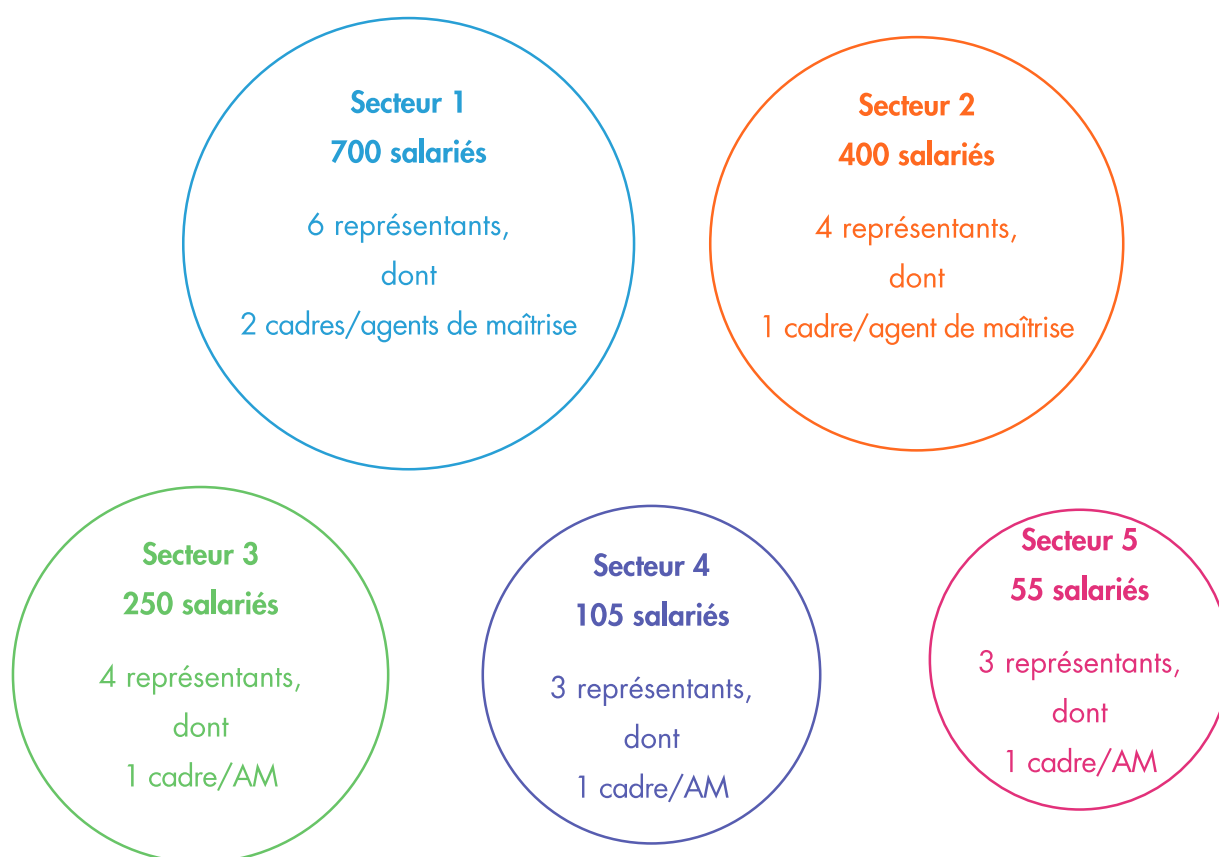 Secteur 1
700 salariés
6 représentants,
dont
2 cadres/agents de maîtrise
Secteur 2
400 salariés
4 représentants,
dont
1 cadre/agent de maîtrise
Secteur 3
250 salariés
4 représentants,
dont
1 cadre/AM
Secteur 4
105 salariés
3 représentants,
dont
1 cadre/AM
Secteur 5
55 salariés
3 représentants,
dont
1 cadre/AM